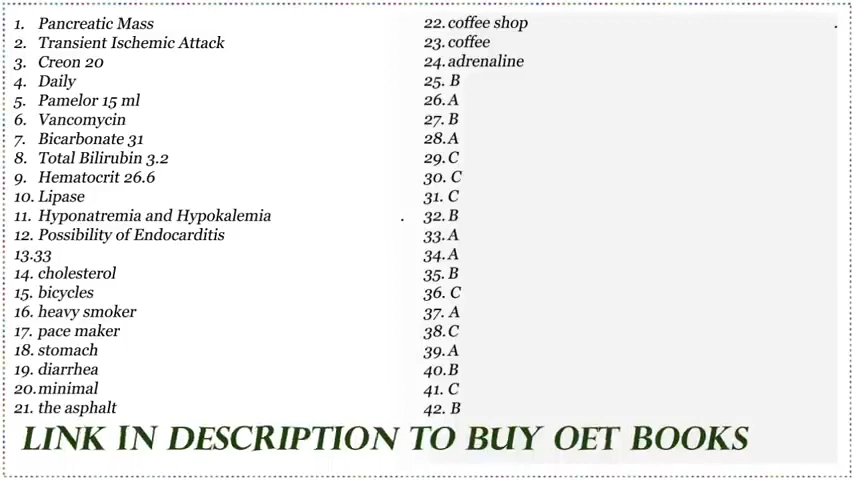 1. Pancreatic Mass
2. Transient Ischemic Attack
3. Creon 20
4. Daily
5. Pamelor 15 ml
6. Vancomycin
7. Bicarbonate 31
8. Total Bilirubin 3.2
9. Hematocrit 26.6
10. Lipase
11. Hyponatremia and Hypokalemia .
12. Possibility of Endocarditis
13.33
14. cholesterol
15. bicycles
16. heavy smoker
17. pace maker
18. stomach
19. diarrhea
20. minimal
21. the asphalt
22. coffee shop .
23. coffee
24. adrenaline
25. B
26. A
27. B
28. A
29. C
30. C
31. C
32. B
33. A
34. A
35. B
36. C
37. A
38. C
39. A
40. B
41. C
42. B
LINK IN DESCRIPTION TO BUY OET BOOKS